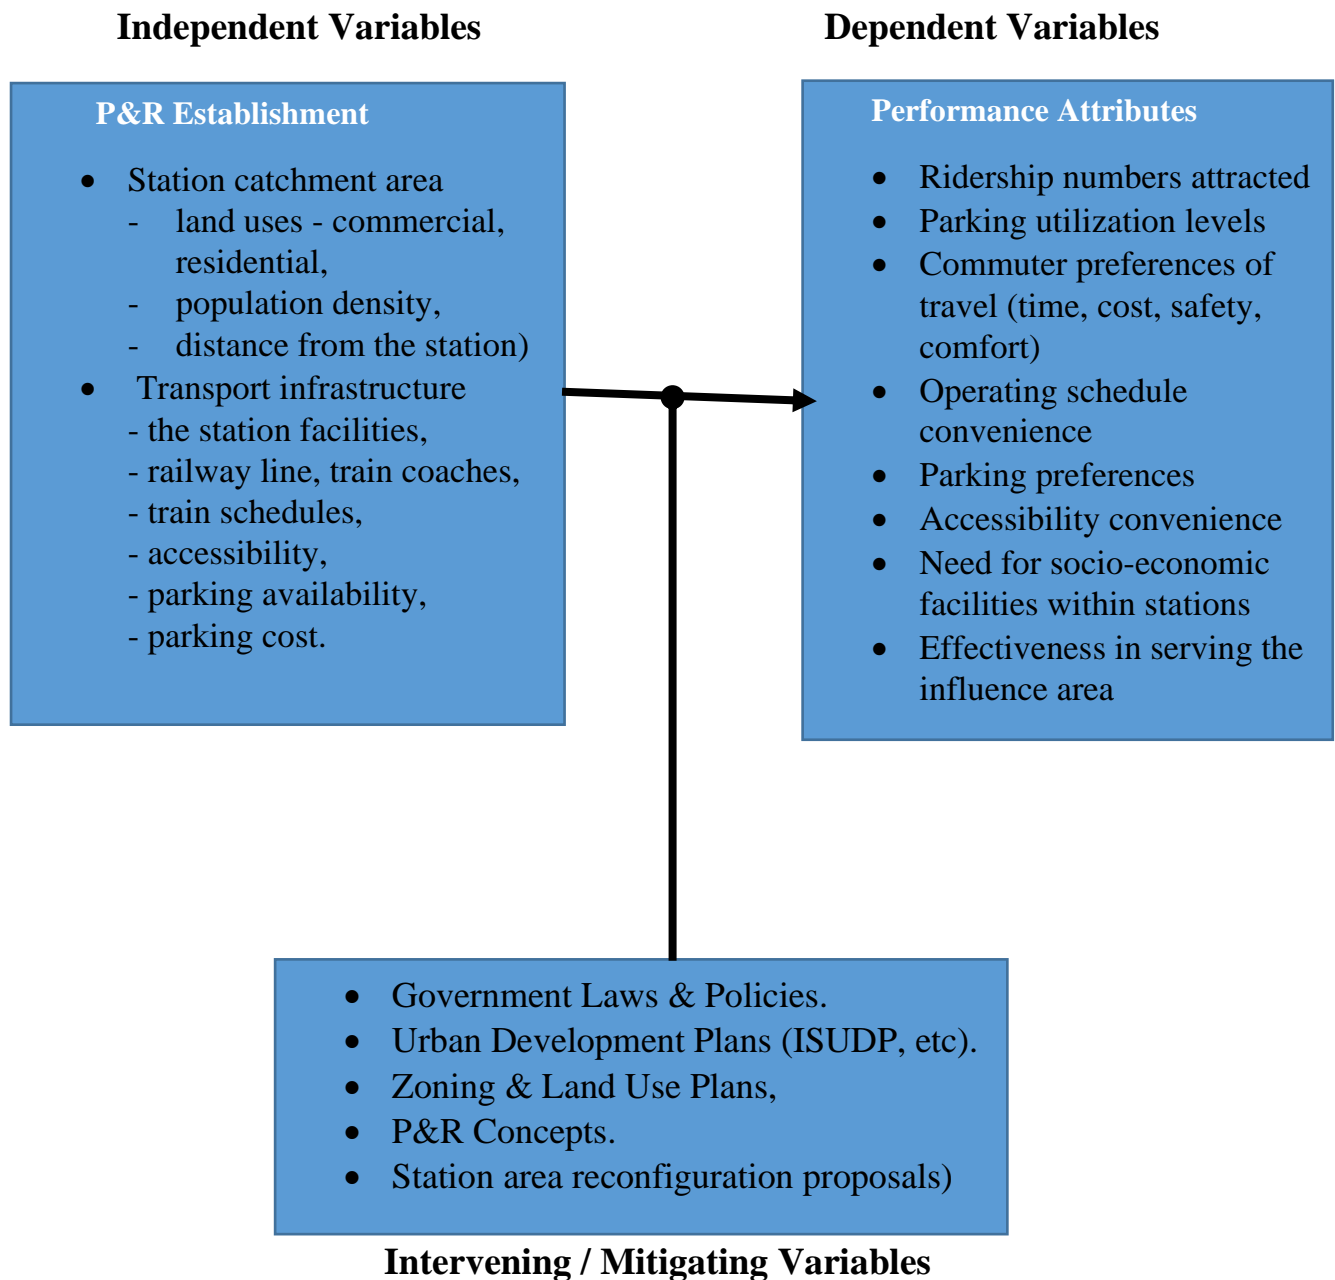 Independent Variables
P&R Establishment
• Station catchment area
- land uses - commercial,
residential,
- population density,
- distance from the station)
• Transport infrastructure
- the station facilities,
- railway line, train coaches,
- train schedules,
- accessibility,
- parking availability,
- parking cost.
Dependent Variables
Performance Attributes
• Ridership numbers attracted
• Parking utilization levels
• Commuter preferences of
travel (time, cost, safety,
comfort)
• Operating schedule
convenience
• Parking preferences
• Accessibility convenience
• Need for socio-economic
facilities within stations
• Effectiveness in serving the
influence area
• Government Laws & Policies.
• Urban Development Plans (ISUDP, etc).
• Zoning & Land Use Plans,
• P&R Concepts.
• Station area reconfiguration proposals)
Intervening / Mitigating Variables